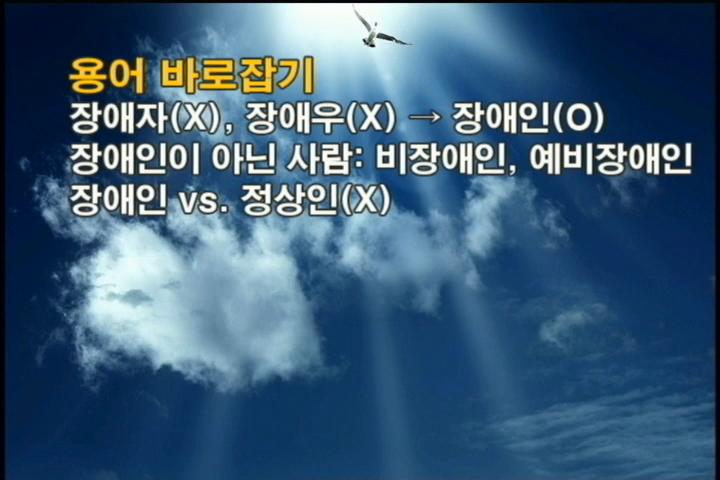 용어 바로잡기
장애자(X), 장애우(X) → 장애인(O)
장애인이 아닌 사람: 비장애인, 예비장애인
장애인 vs. 정상인(X)